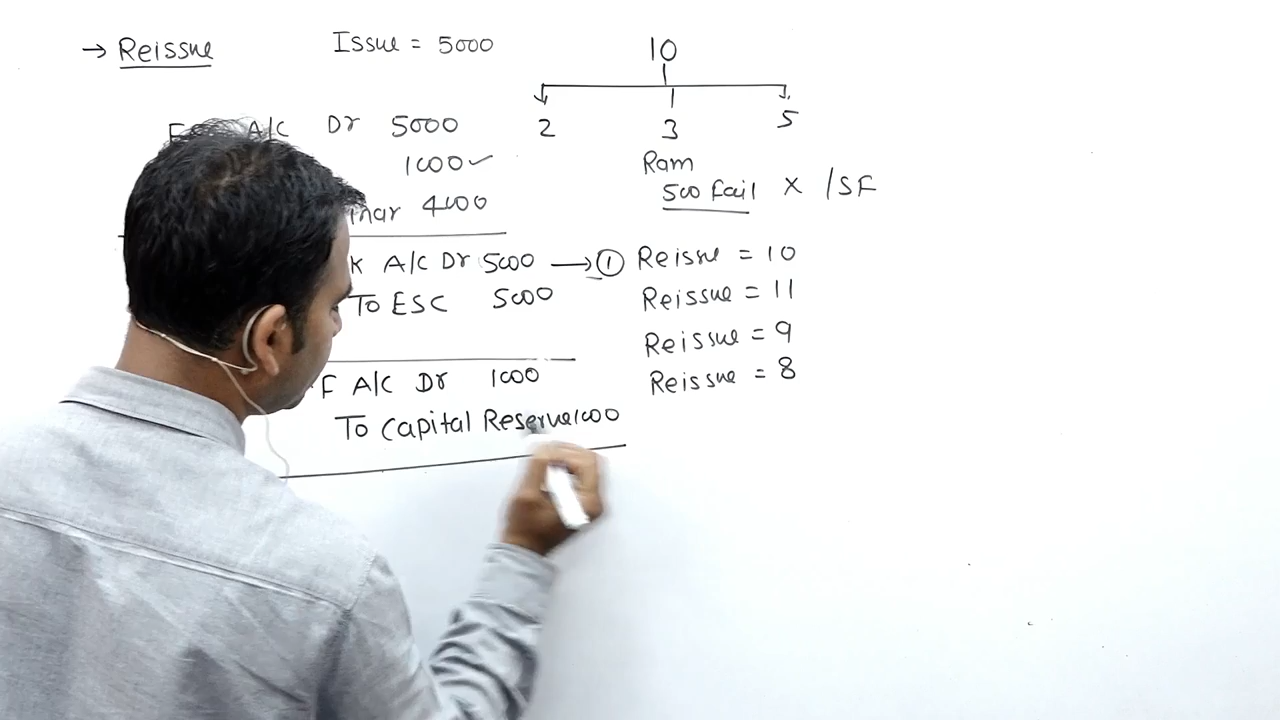 → Reissue
Issue = 5000
10
2 3 5
Ram
500 fail X /SF
A/C Dr 5000
1000 ✓
4000
A/C Dr 5000 → ① Reissue = 10
To ESC 5000
Reissue = 11
Reissue = 9
Reissue = 8
F A/C Dr 1000
To Capital Reserve 1000